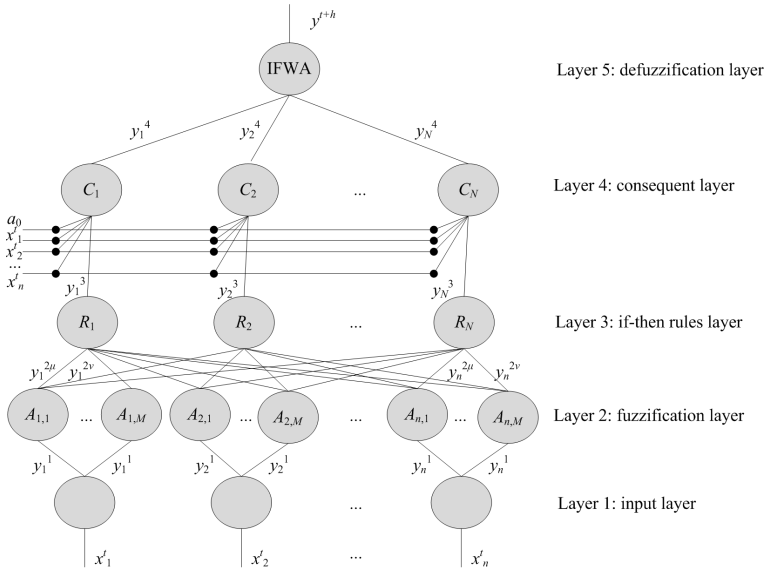 y^{t+h}
IFWA Layer 5: defuzzification layer
y_1^4 y_2^4 y_N^4
C_1 C_2 ... C_N Layer 4: consequent layer
a_0
x^t_1
x^t_2
...
x^t_n
y_1^3 y_2^3 y_N^3
R_1 R_2 ... R_N Layer 3: if-then rules layer
y_1^{2μ} y_1^{2ν} y_n^{2μ} y_n^{2ν}
A_{1,1} ... A_{1,M} A_{2,1} ... A_{2,M} ... A_{n,1} ... A_{n,M} Layer 2: fuzzification layer
y_1^1 y_1^1 y_2^1 y_2^1 y_n^1 y_n^1
... Layer 1: input layer
x^t_1 x^t_2 ... x^t_n